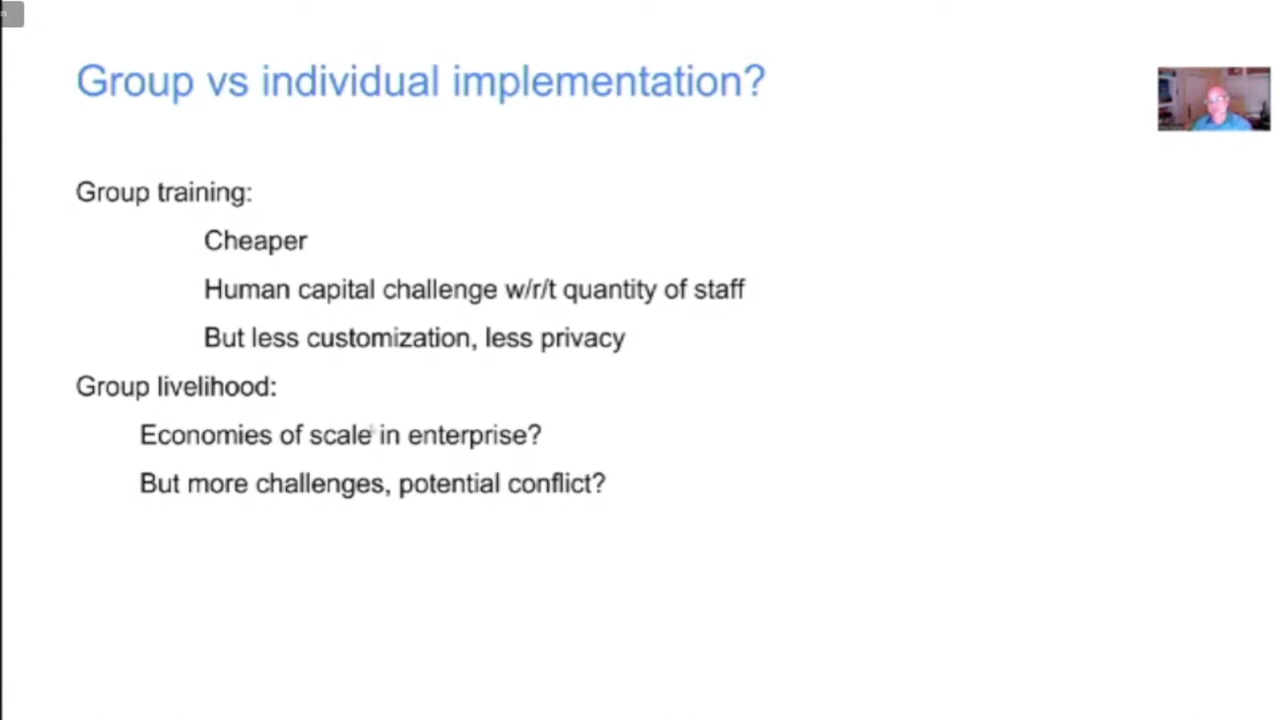 Group vs individual implementation?
Group training:
Cheaper
Human capital challenge w/r/t quantity of staff
But less customization, less privacy
Group livelihood:
Economies of scale in enterprise?
But more challenges, potential conflict?